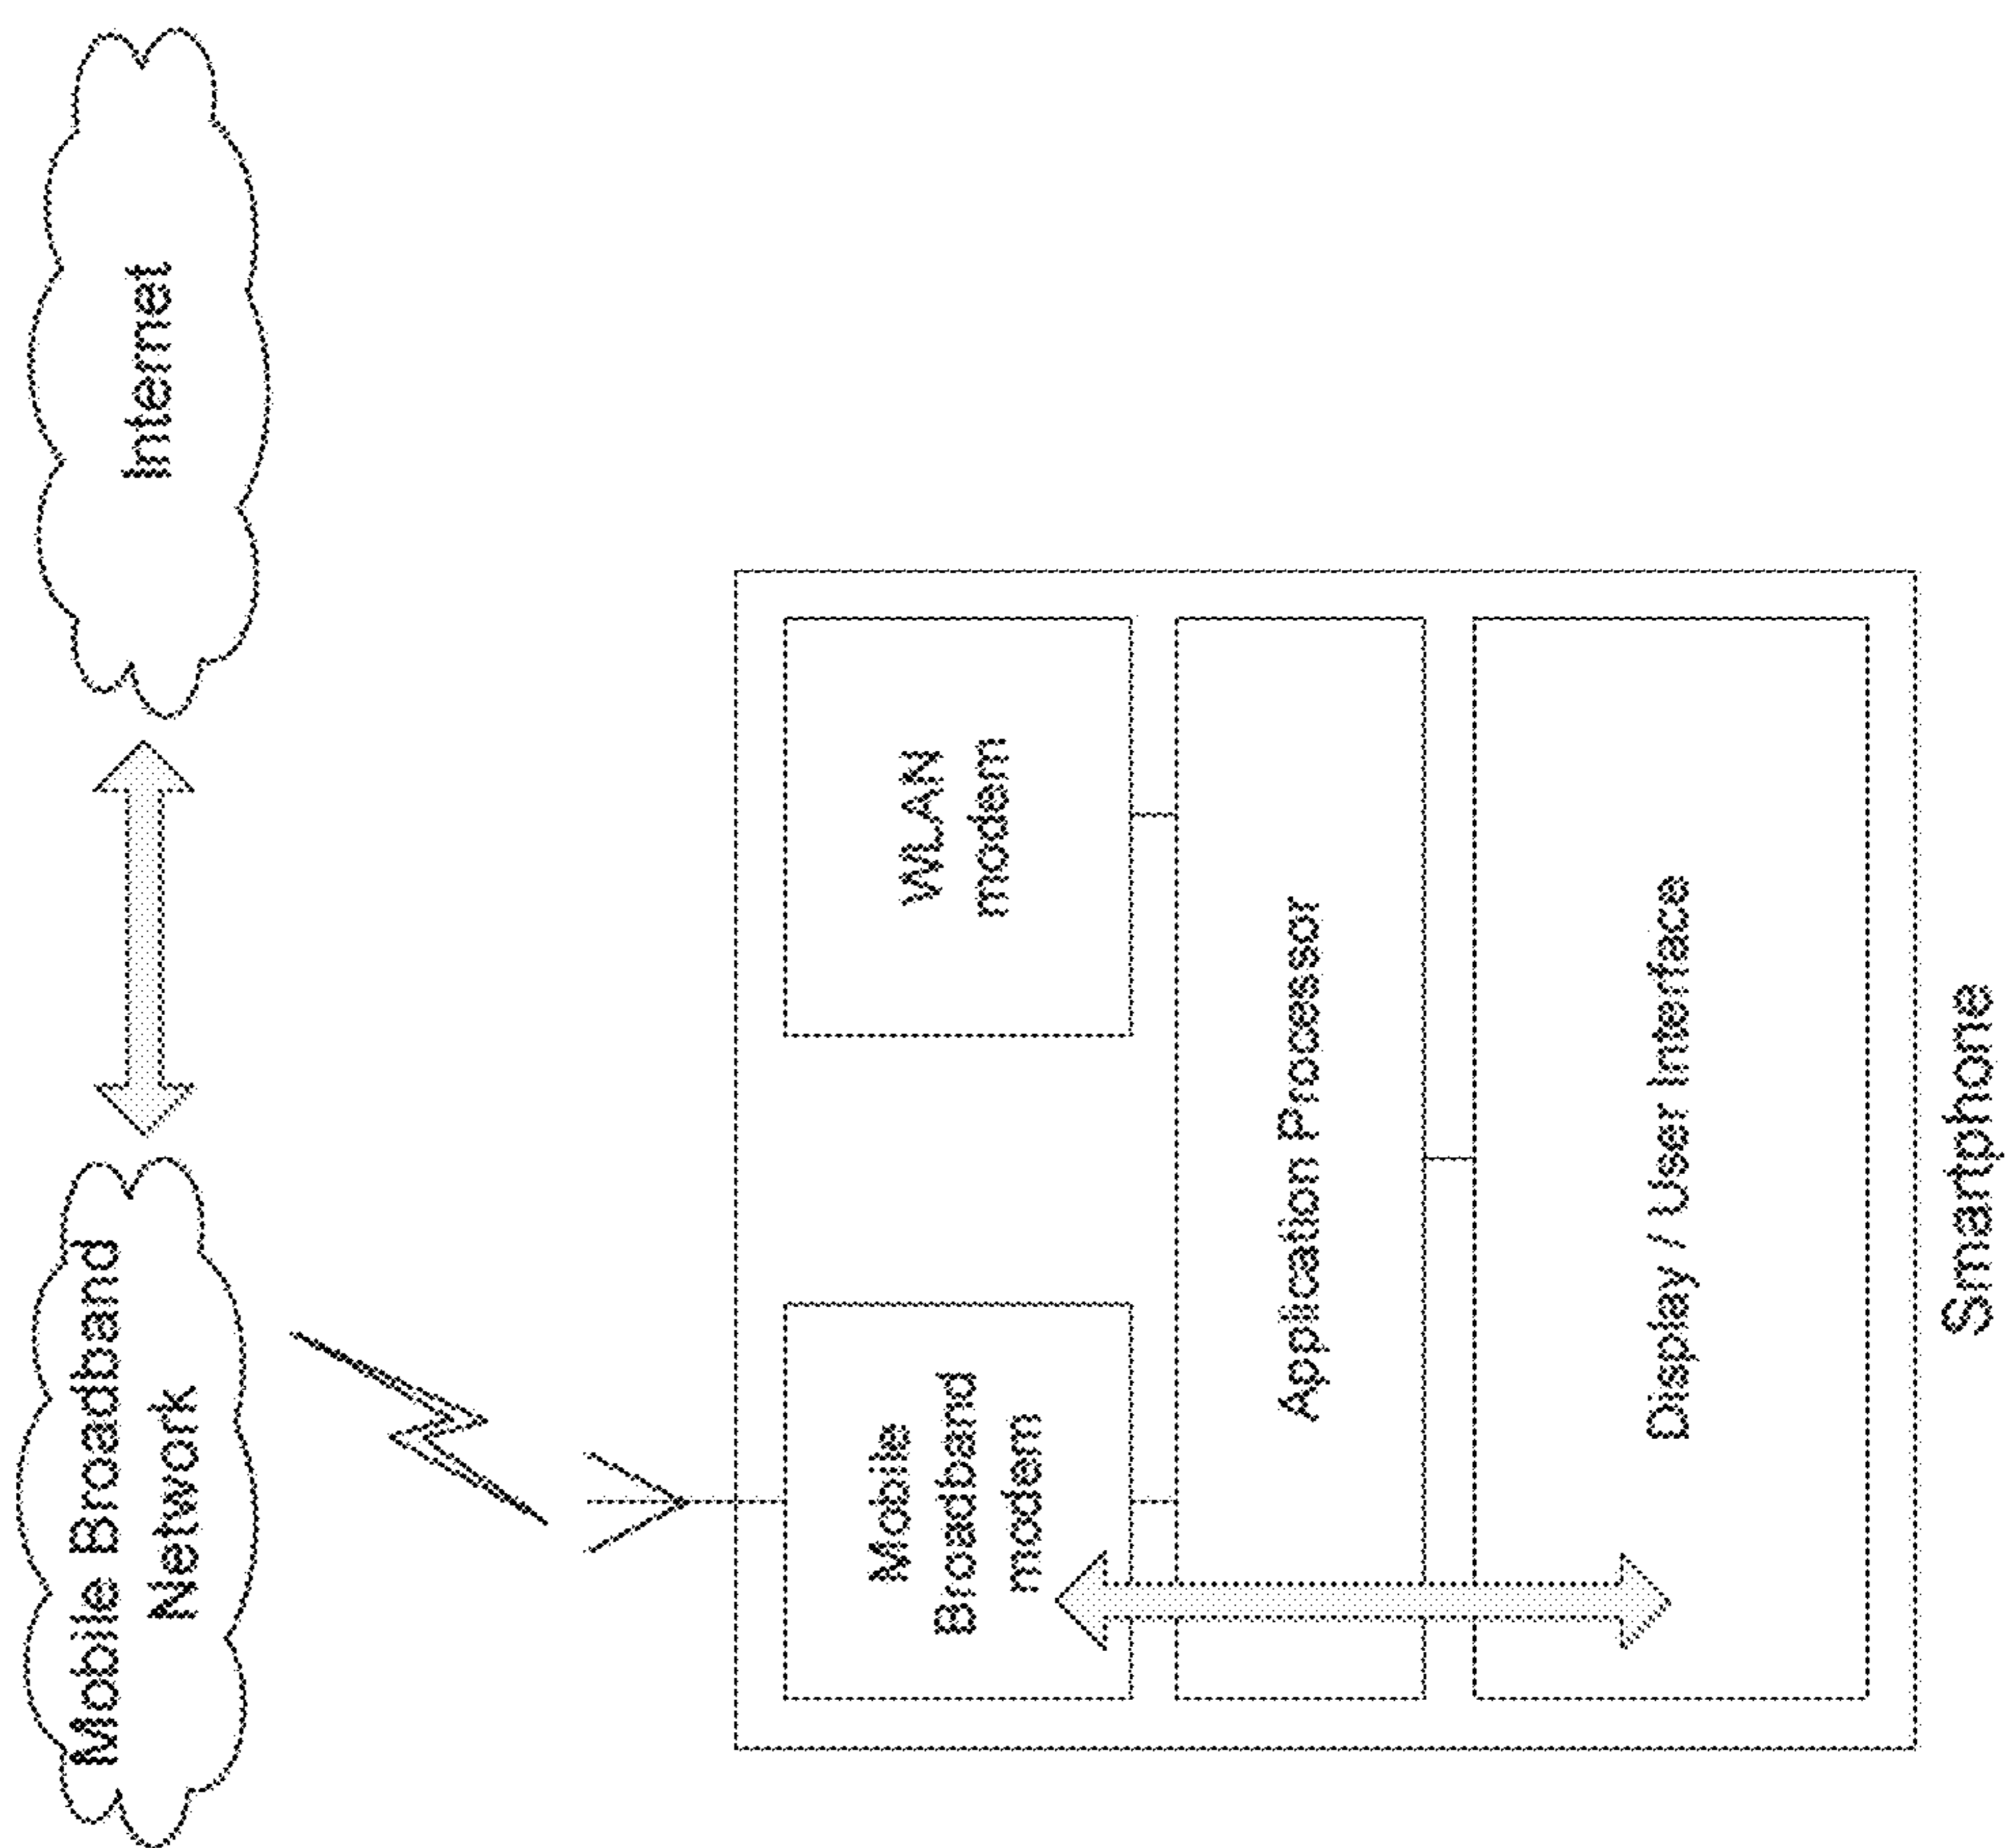 Mobile Broadband
Network
Internet
Mobile
Broadband
modem
WLAN
modem
Application Processor
Display / User Interface
Smartphone